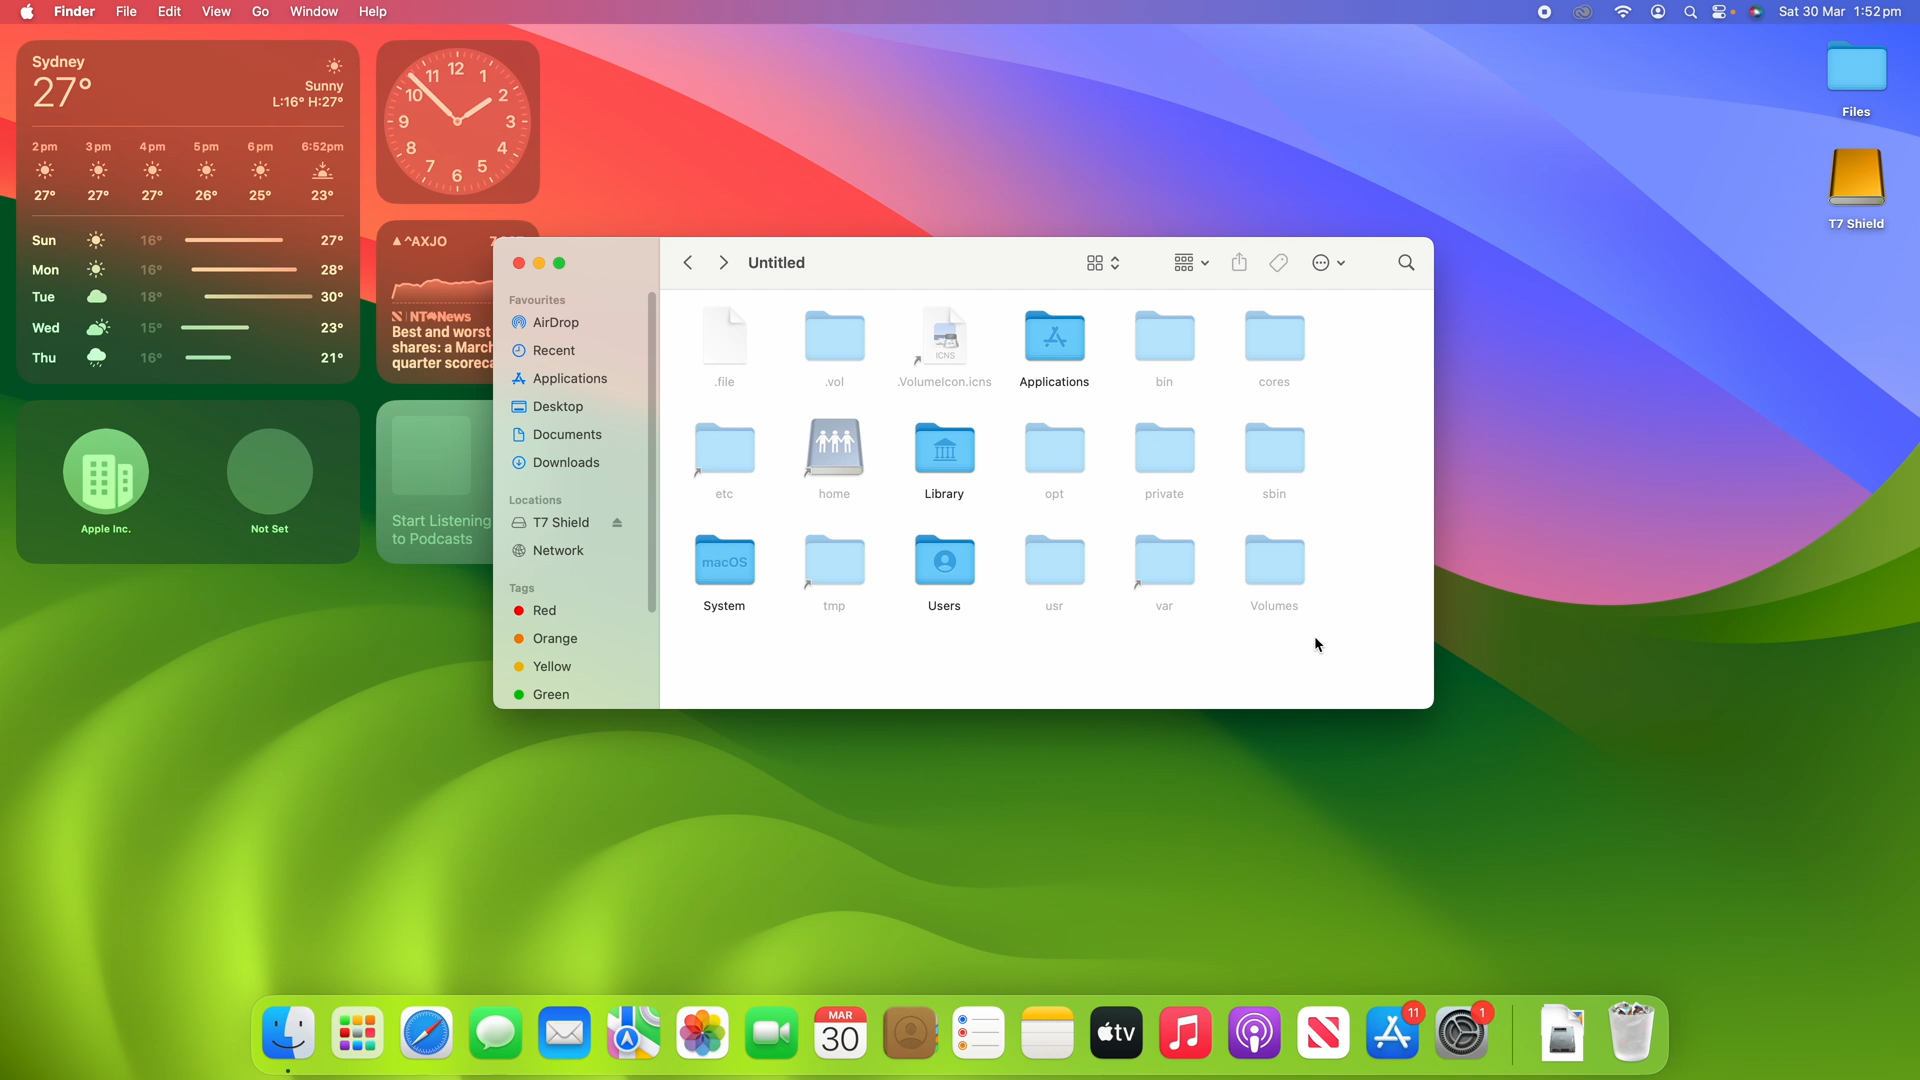 Finder File Edit View Go Window Help
Sat 30 Mar 1:52 pm
Sydney
27°
Sunny
L:16° H:27°
2 pm 3 pm 4 pm 5 pm 6 pm 6:52pm
27° 27° 27° 26° 25° 23°
Sun 16° 27°
Mon 16° 28°
Tue 18° 30°
Wed 15° 23°
Thu 16° 21°
12
1
2
3
4
5
6
7
8
9
10
11
▲ ^AXJO
NT News
Best and worst
shares: a March
quarter
Apple Inc.
Not Set
Start Listening
to Podcasts
Untitled
Favourites
AirDrop
Recent
Applications
Desktop
Documents
Downloads
Locations
T7 Shield
Network
Tags
Red
Orange
Yellow
Green
ICNS
.file .vol .VolumeIcon.icns Applications bin cores
etc home Library opt private sbin
macOS
System tmp Users usr var Volumes
Files
T7 Shield
MAR
30
tv
11
1